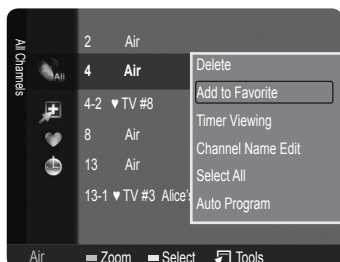 All Channels
All
2 Air
4 Air
4-2 ♥ TV #8
8 Air
13 Air
13-1 ♥ TV #3 Alice's
Delete
Add to Favorite
Timer Viewing
Channel Name Edit
Select All
Auto Program
Air Zoom Select Tools